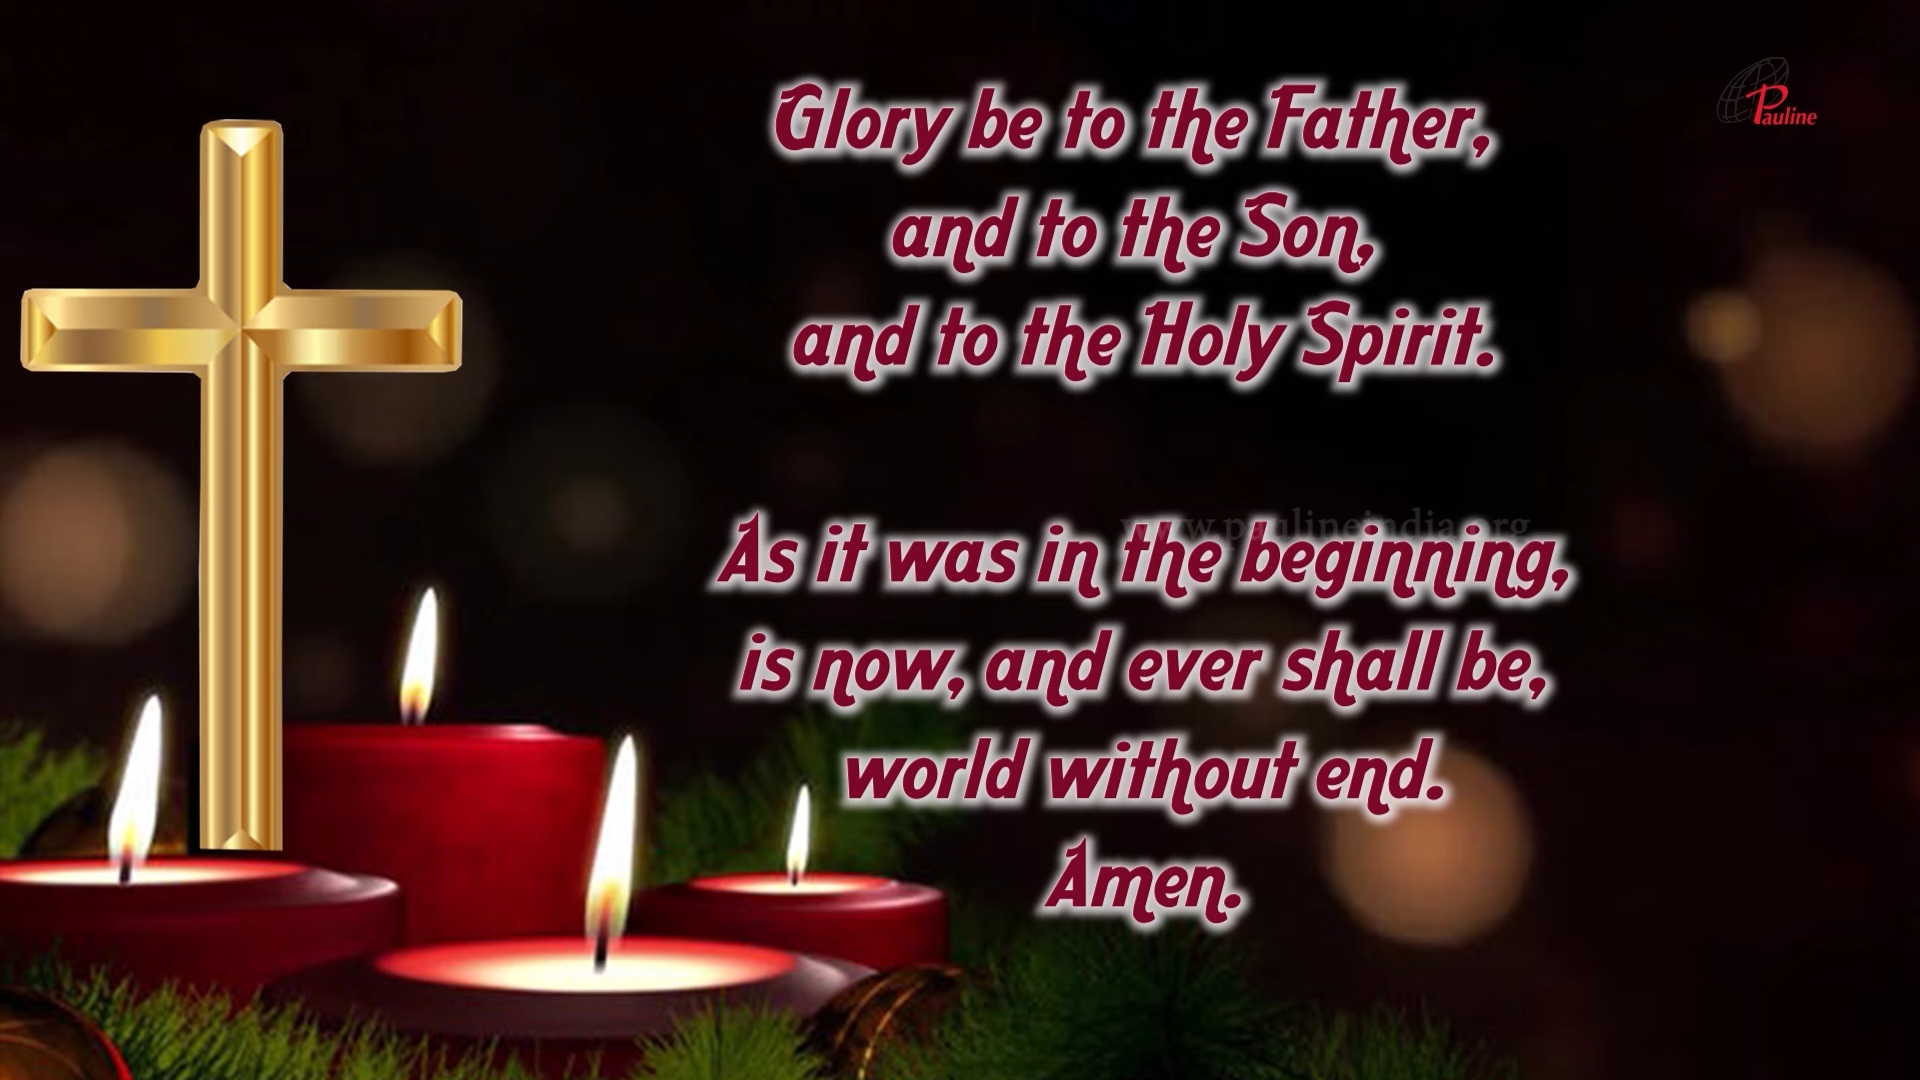 Pauline
Glory be to the Father,
and to the Son,
and to the Holy Spirit.
www.paulineindia.org
As it was in the beginning,
is now, and ever shall be,
world without end.
Amen.